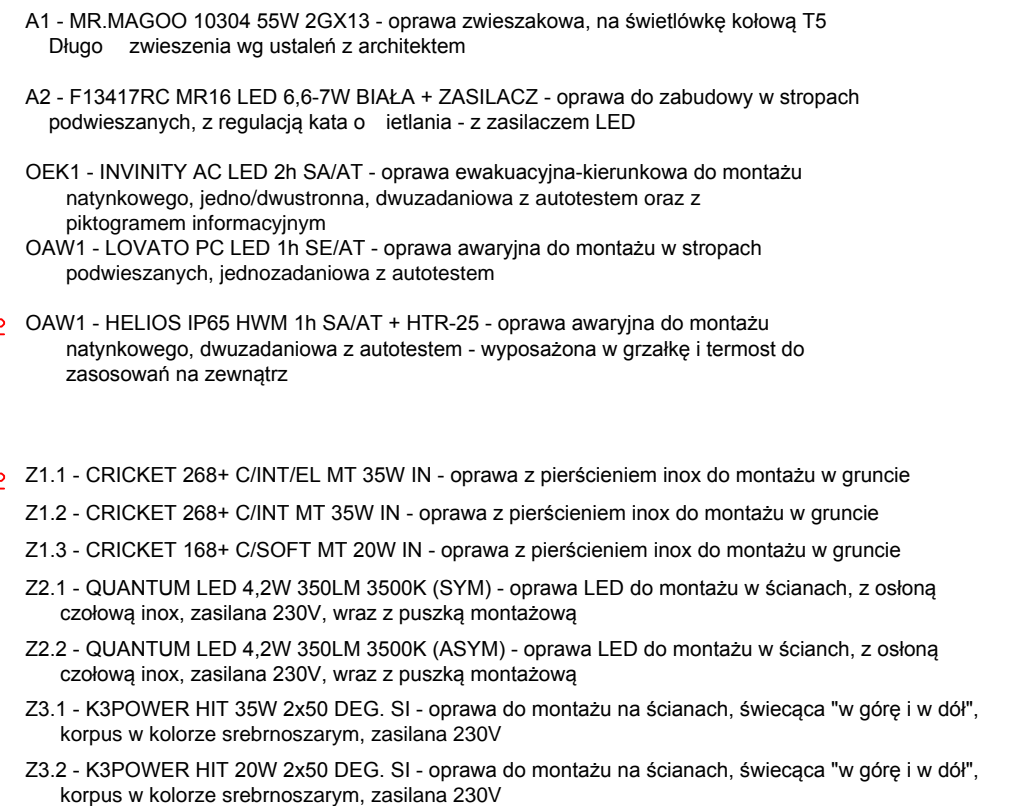 A1 - MR.MAGOO 10304 55W 2GX13 - oprawa zwieszakowa, na świetlówkę kołową T5
Długo zwieszenia wg ustaleń z architektem
A2 - F13417RC MR16 LED 6,6-7W BIAŁA + ZASILACZ - oprawa do zabudowy w stropach
podwieszanych, z regulacją kata o ietlania - z zasilaczem LED
OEK1 - INVINITY AC LED 2h SA/AT - oprawa ewakuacyjna-kierunkowa do montażu
natynkowego, jedno/dwustronna, dwuzadaniowa z autotestem oraz z
piktogramem informacyjnym
OAW1 - LOVATO PC LED 1h SE/AT - oprawa awaryjna do montażu w stropach
podwieszanych, jednozadaniowa z autotestem
OAW1 - HELIOS IP65 HWM 1h SA/AT + HTR-25 - oprawa awaryjna do montażu
natynkowego, dwuzadaniowa z autotestem - wyposażona w grzałkę i termost do
zasosowań na zewnątrz
Z1.1 - CRICKET 268+ C/INT/EL MT 35W IN - oprawa z pierścieniem inox do montażu w gruncie
Z1.2 - CRICKET 268+ C/INT MT 35W IN - oprawa z pierścieniem inox do montażu w gruncie
Z1.3 - CRICKET 168+ C/SOFT MT 20W IN - oprawa z pierścieniem inox do montażu w gruncie
Z2.1 - QUANTUM LED 4,2W 350LM 3500K (SYM) - oprawa LED do montażu w ścianach, z osłoną
czołową inox, zasilana 230V, wraz z puszką montażową
Z2.2 - QUANTUM LED 4,2W 350LM 3500K (ASYM) - oprawa LED do montażu w ścianch, z osłoną
czołową inox, zasilana 230V, wraz z puszką montażową
Z3.1 - K3POWER HIT 35W 2x50 DEG. SI - oprawa do montażu na ścianach, świecąca "w górę i w dół",
korpus w kolorze srebrnoszarym, zasilana 230V
Z3.2 - K3POWER HIT 20W 2x50 DEG. SI - oprawa do montażu na ścianach, świecąca "w górę i w dół",
korpus w kolorze srebrnoszarym, zasilana 230V